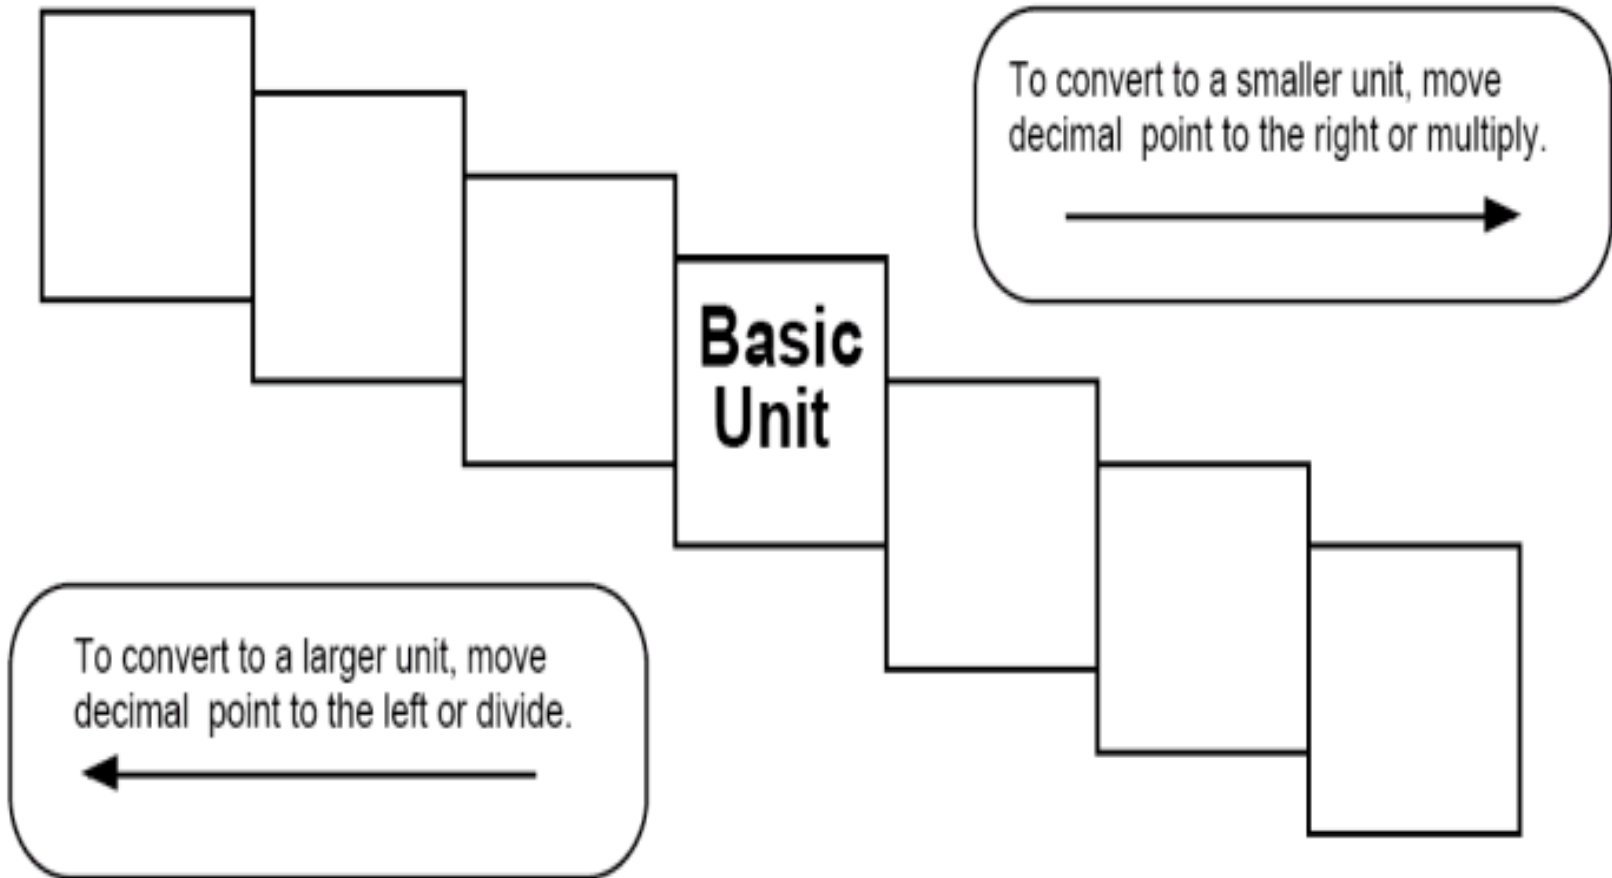 To convert to a smaller unit, move
decimal point to the right or multiply.
Basic
Unit
To convert to a larger unit, move
decimal point to the left or divide.